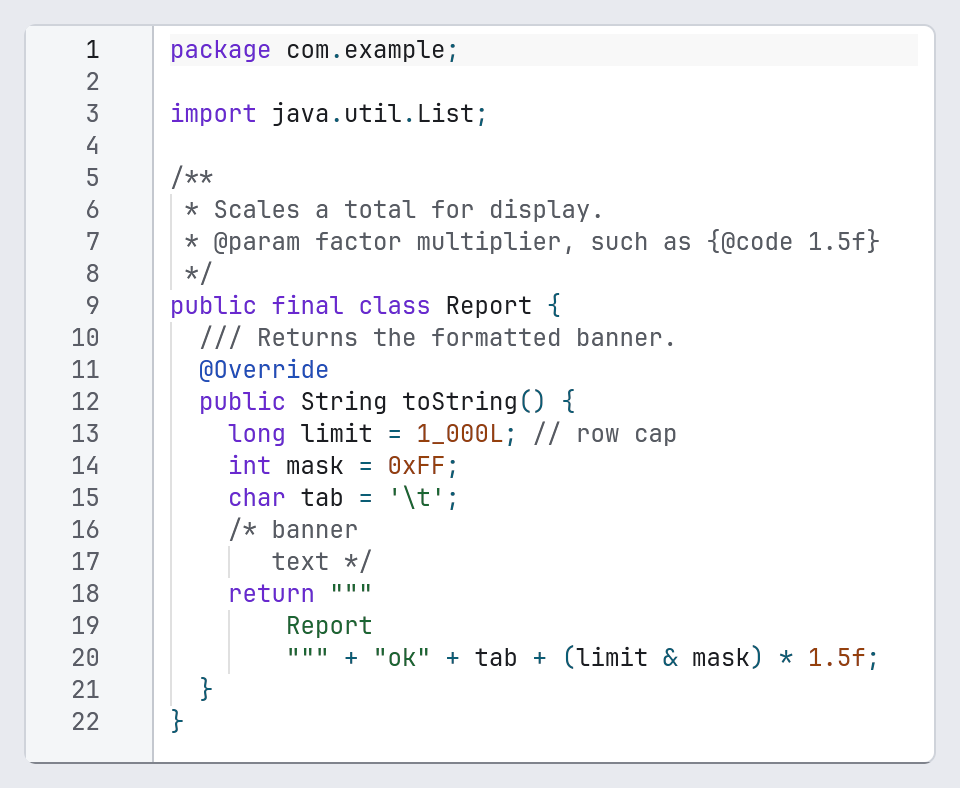 1 package com.example;
2
3 import java.util.List;
4
5 /**
6  * Scales a total for display.
7  * @param factor multiplier, such as {@code 1.5f}
8  */
9 public final class Report {
10   /// Returns the formatted banner.
11   @Override
12   public String toString() {
13     long limit = 1_000L; // row cap
14     int mask = 0xFF;
15     char tab = '\t';
16     /* banner
17        text */
18     return """
19         Report
20         """ + "ok" + tab + (limit & mask) * 1.5f;
21   }
22 }